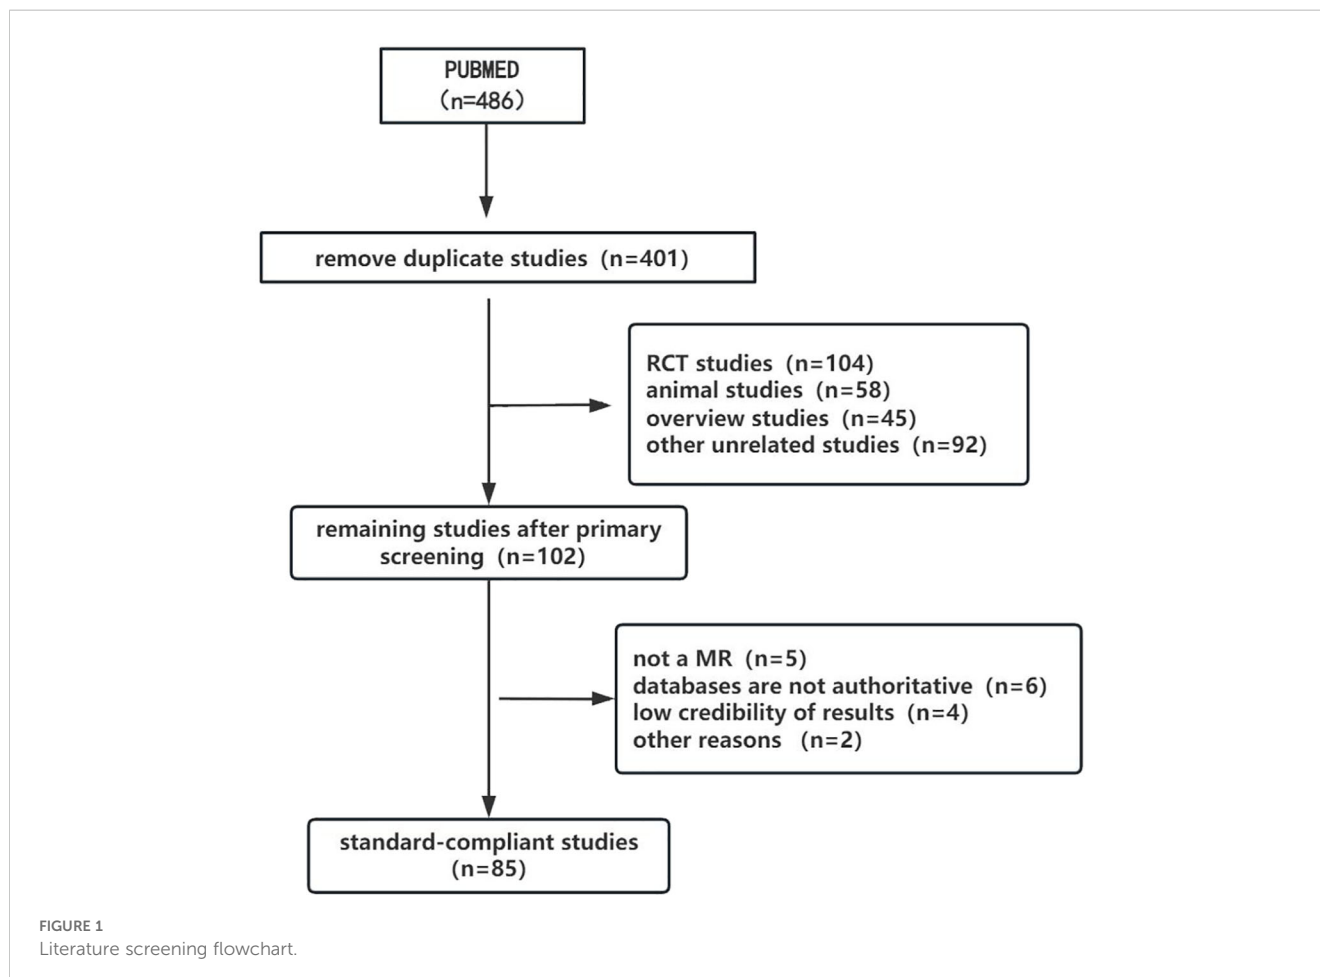 PUBMED
(n=486)
remove duplicate studies (n=401)
RCT studies (n=104)
animal studies (n=58)
overview studies (n=45)
other unrelated studies (n=92)
remaining studies after primary
screening (n=102)
not a MR (n=5)
databases are not authoritative (n=6)
low credibility of results (n=4)
other reasons (n=2)
standard-compliant studies
(n=85)
FIGURE 1
Literature screening flowchart.